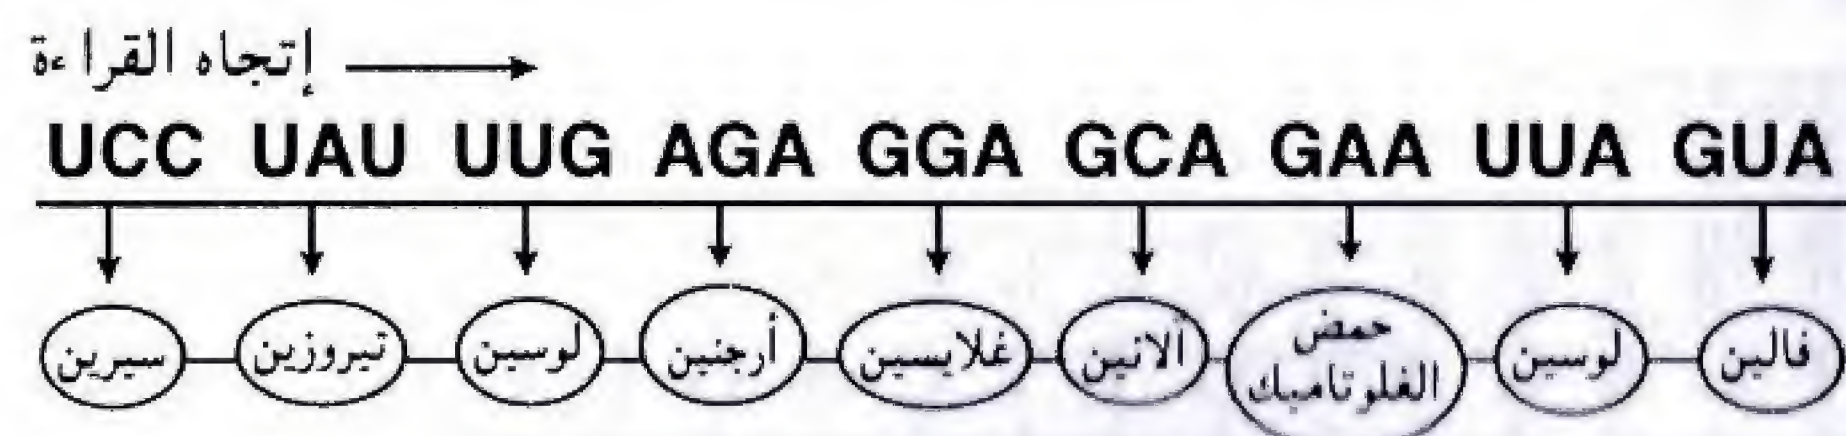 إتجاه القراءة
UCC UAU UUG AGA GGA GCA GAA UUA GUA
سيرين تيروزين لوسين أرجنين غلايسين آلانين حمض الغلوتاميك لوسين فالين